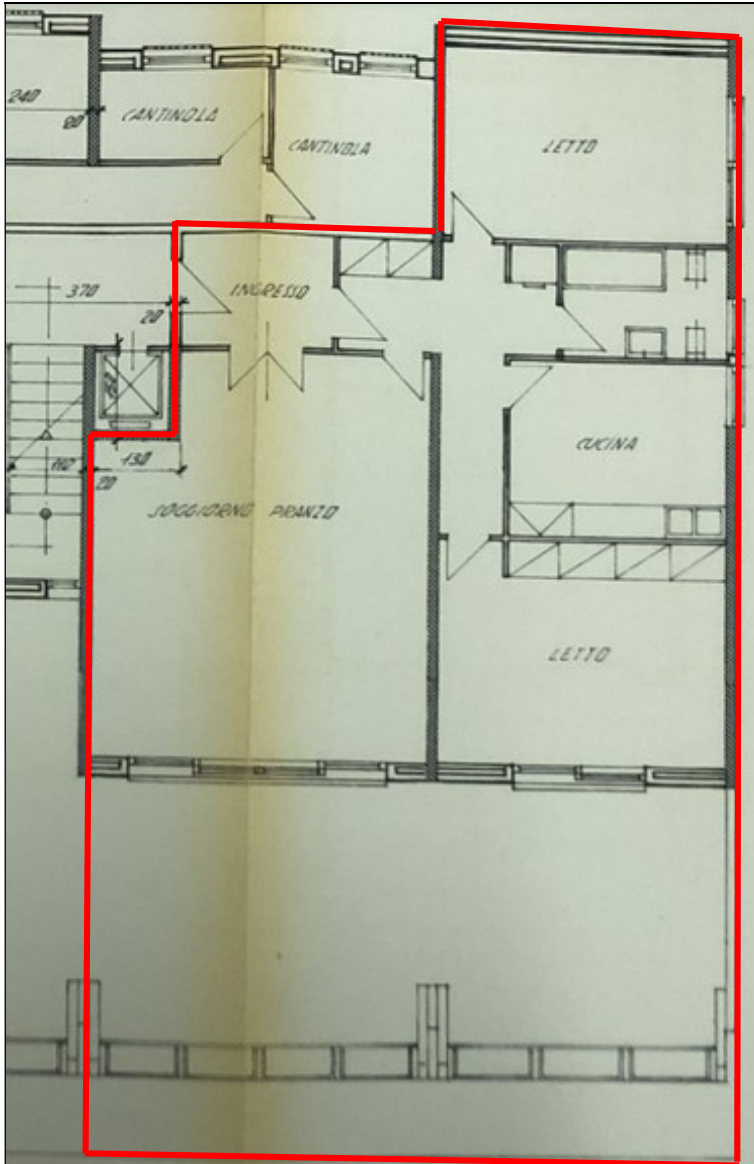 240
20
CANTINOLA
CANTINOLA
LETTO
370
20
INGRESSO
110
130
20
CUCINA
SOGGIORNO PRANZO
LETTO